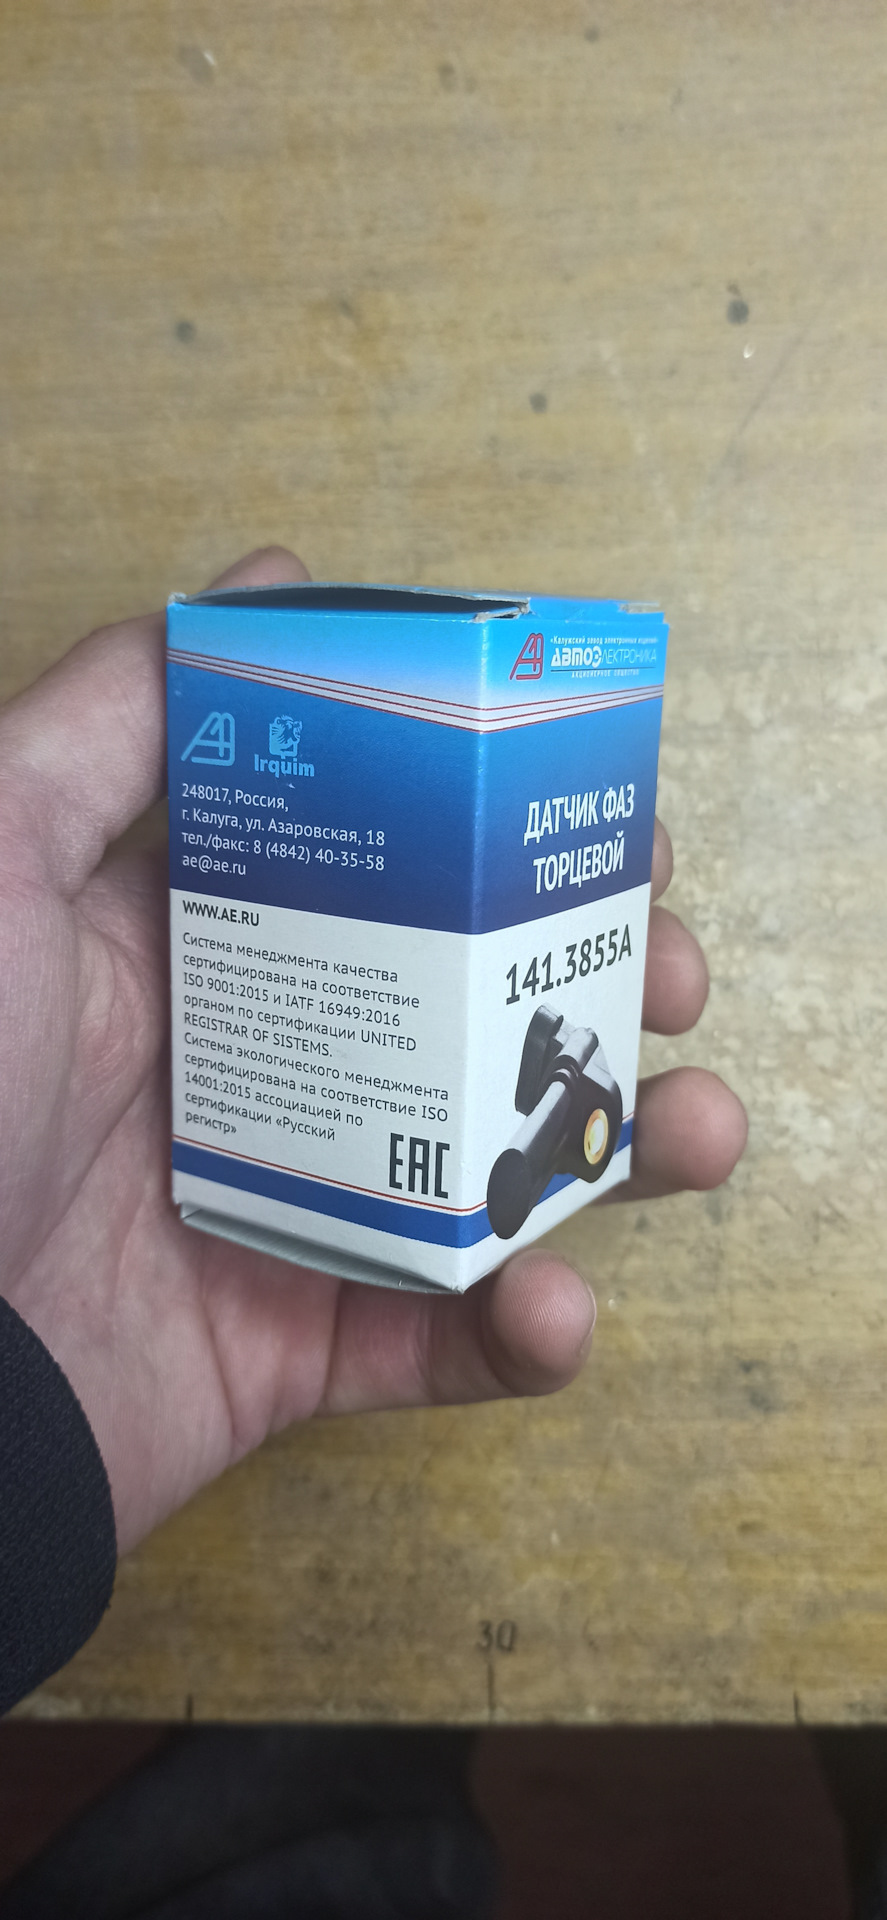 Irquim
248017, Россия,
г. Калуга, ул. Азаровская, 18
тел./факс: 8 (4842) 40-35-58
ae@ae.ru
WWW.AE.RU
Система менеджмента качества
сертифицирована на соответствие
ISO 9001:2015 и IATF 16949:2016
органом по сертификации UNITED
REGISTRAR OF SISTEMS.
Система экологического менеджмента
сертифицирована на соответствие ISO
14001:2015 ассоциацией по
сертификации «Русский
регистр»
EAC
«Калужский завод электронных изделий»
АВТОЭЛЕКТРОНИКА
АКЦИОНЕРНОЕ ОБЩЕСТВО
ДАТЧИК ФАЗ
ТОРЦЕВОЙ
141.3855А
30